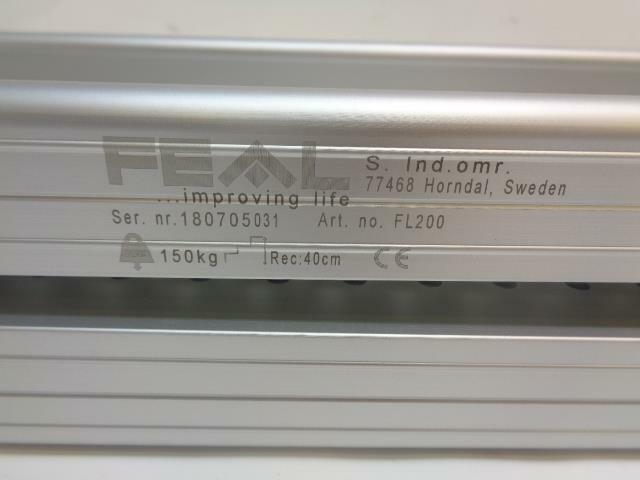 FEAL
...improving life
S. Ind.omr.
77468 Horndal, Sweden
Ser. nr.180705031 Art. no. FL200
150kg Rec:40cm CE